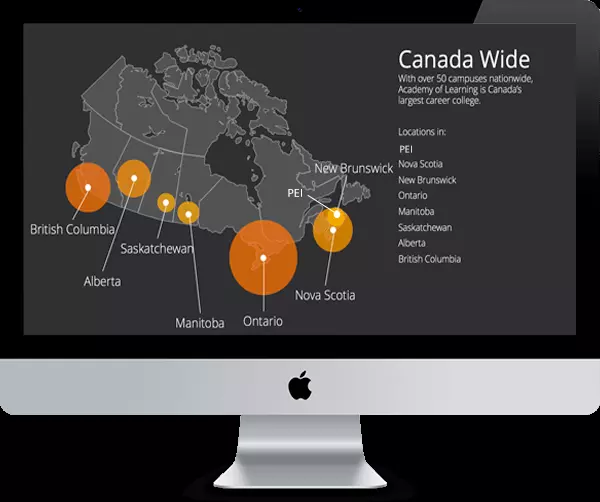 Canada Wide
With over 50 campuses nationwide,
Academy of Learning is Canada's
largest career college.
Locations in:
PEI
Nova Scotia
New Brunswick
Ontario
Manitoba
Saskatchewan
Alberta
British Columbia
New Brunswick
PEI
British Columbia
Saskatchewan
Alberta
Nova Scotia
Manitoba
Ontario